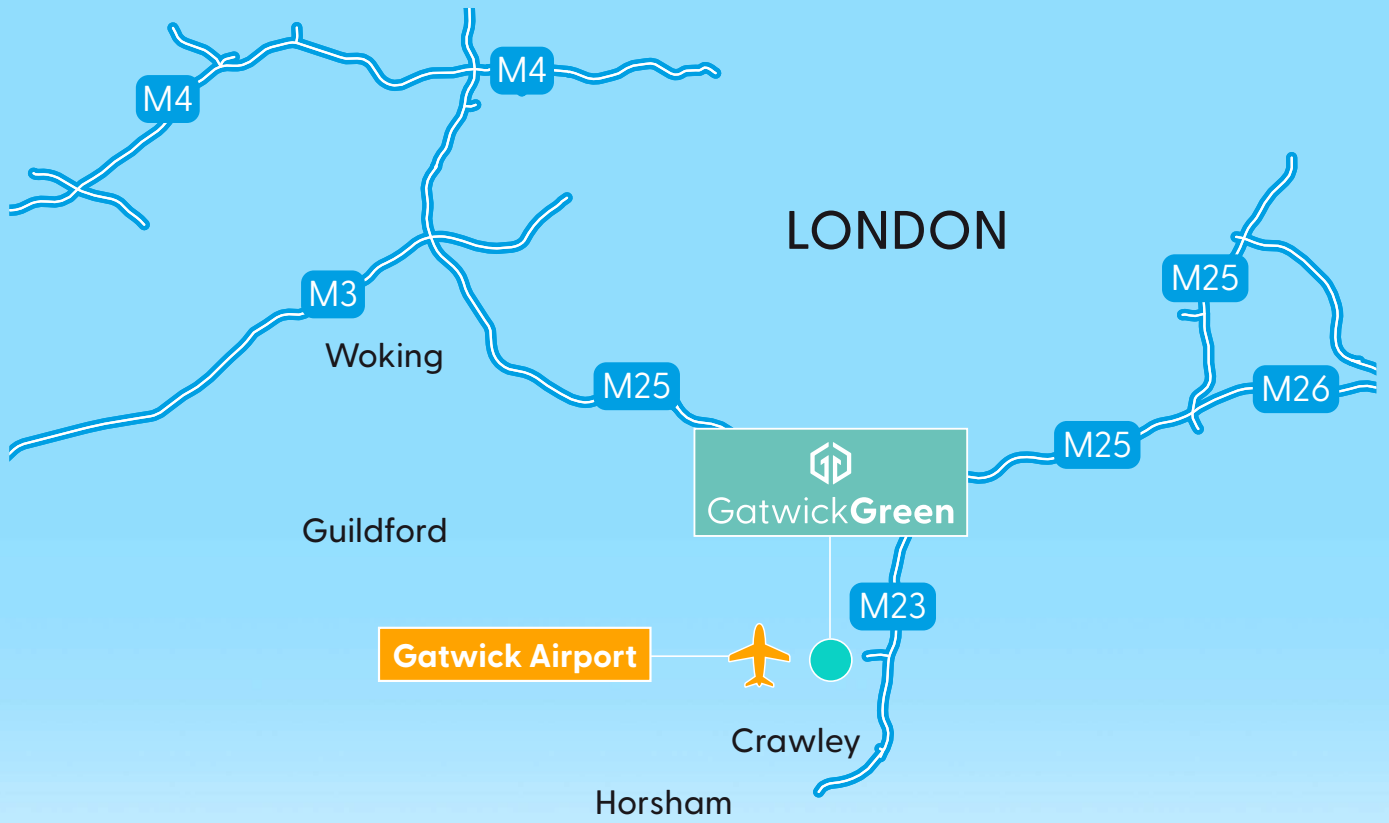 M4
M4
LONDON
M25
M3
Woking
M25
M26
M25
GatwickGreen
Guildford
M23
Gatwick Airport
Crawley
Horsham